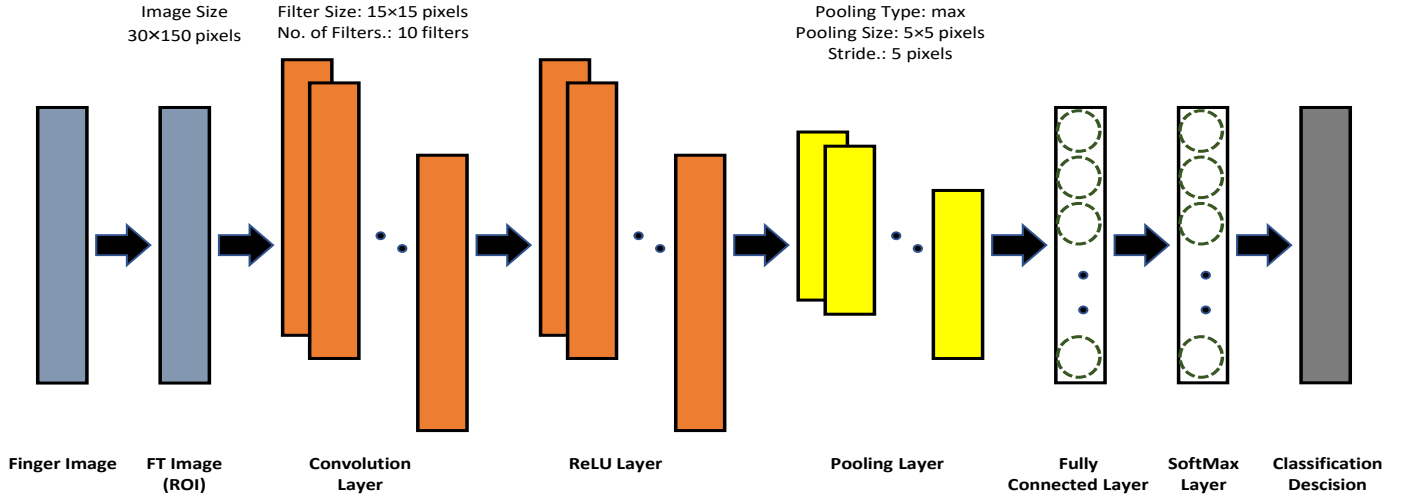 Image Size
30×150 pixels
Filter Size: 15×15 pixels
No. of Filters.: 10 filters
Pooling Type: max
Pooling Size: 5×5 pixels
Stride.: 5 pixels
Finger Image
FT Image
(ROI)
Convolution
Layer
ReLU Layer
Pooling Layer
Fully
Connected Layer
SoftMax
Layer
Classification
Descision